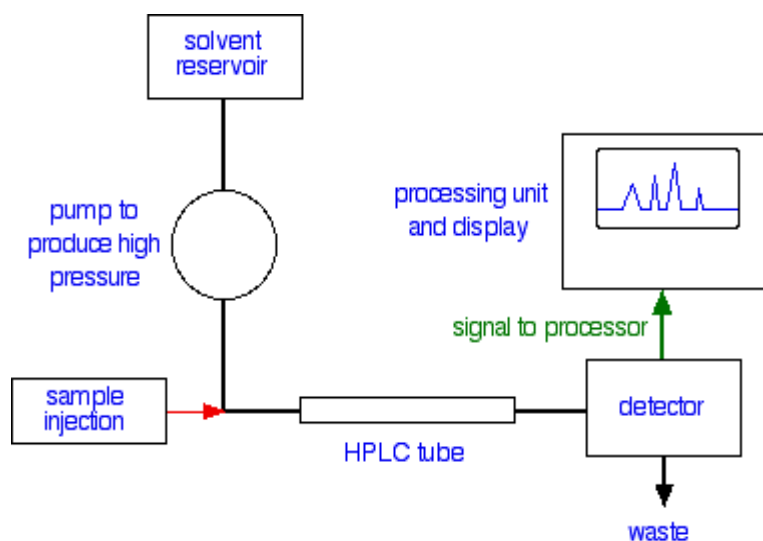 solvent
reservoir
pump to
produce high
pressure
processing unit
and display
signal to processor
sample
injection
HPLC tube
detector
waste